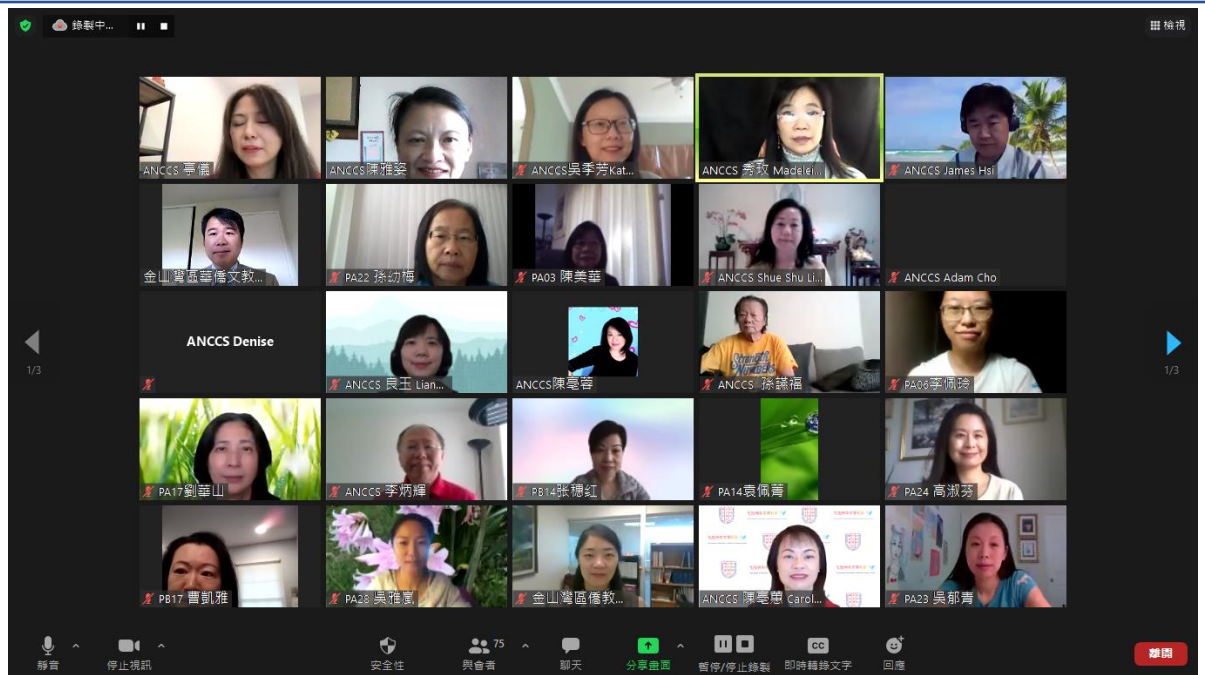 錄製中...
檢視
ANCCS 亭儀
ANCCS陳雅姿
ANCCS吳季芳Kat...
ANCCS 秀玫 Madelei...
ANCCS James Hsi
金山灣區華僑文教...
PA22 孫幼梅
PA03 陳美華
ANCCS Shue Shu Li...
ANCCS Adam Cho
ANCCS Denise
ANCCS 良玉 Lian...
ANCCS陳亳蓉
ANCCS 孫諾福
PA06李佩玲
Strength
Numbers
1/3
1/3
PA17劉華山
ANCCS 李炳輝
PB14張穗紅
PA14袁佩菁
PA24 高淑芬
PB17 曹凱雅
PA28 吳雅嵐
金山灣區僑教...
ANCCS 陳亳蕙 Carol...
PA23 吳郁青
靜音
停止視訊
安全性
75
與會者
聊天
分享畫面
暫停/停止錄製
CC
即時轉錄文字
回應
離開